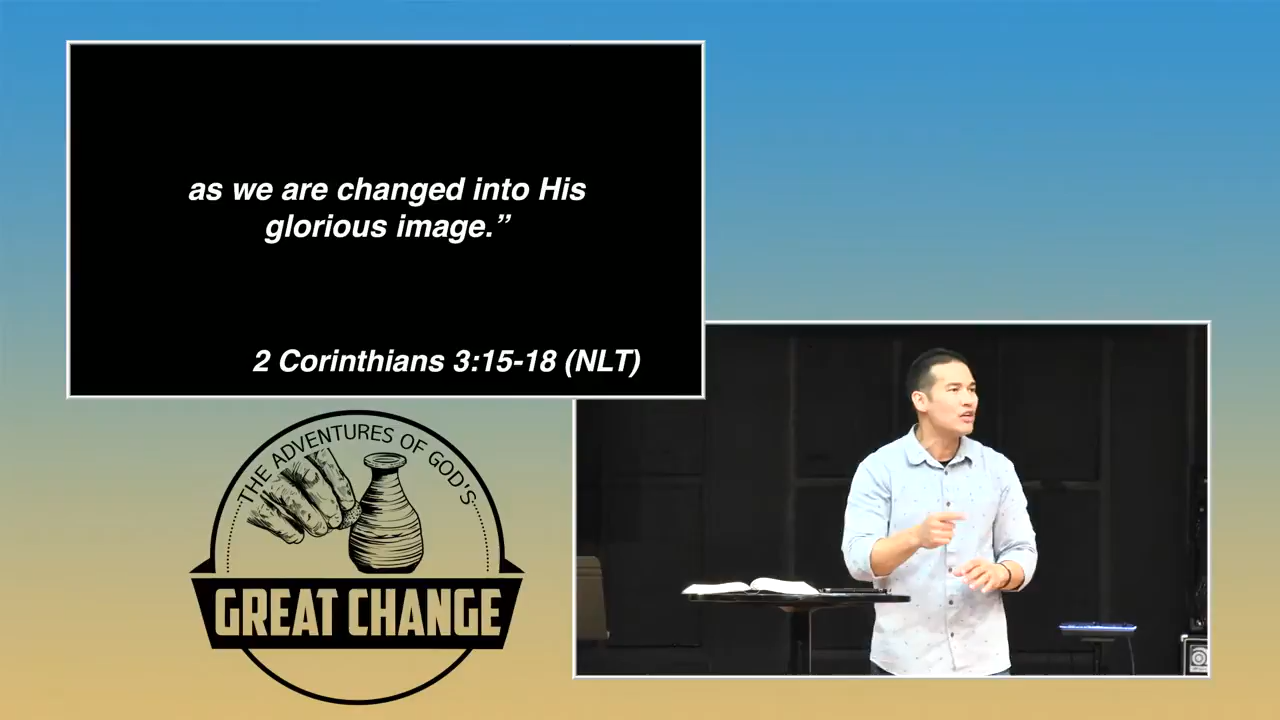 as we are changed into His
glorious image.”
2 Corinthians 3:15-18 (NLT)
THE ADVENTURES OF GOD'S
GREAT CHANGE